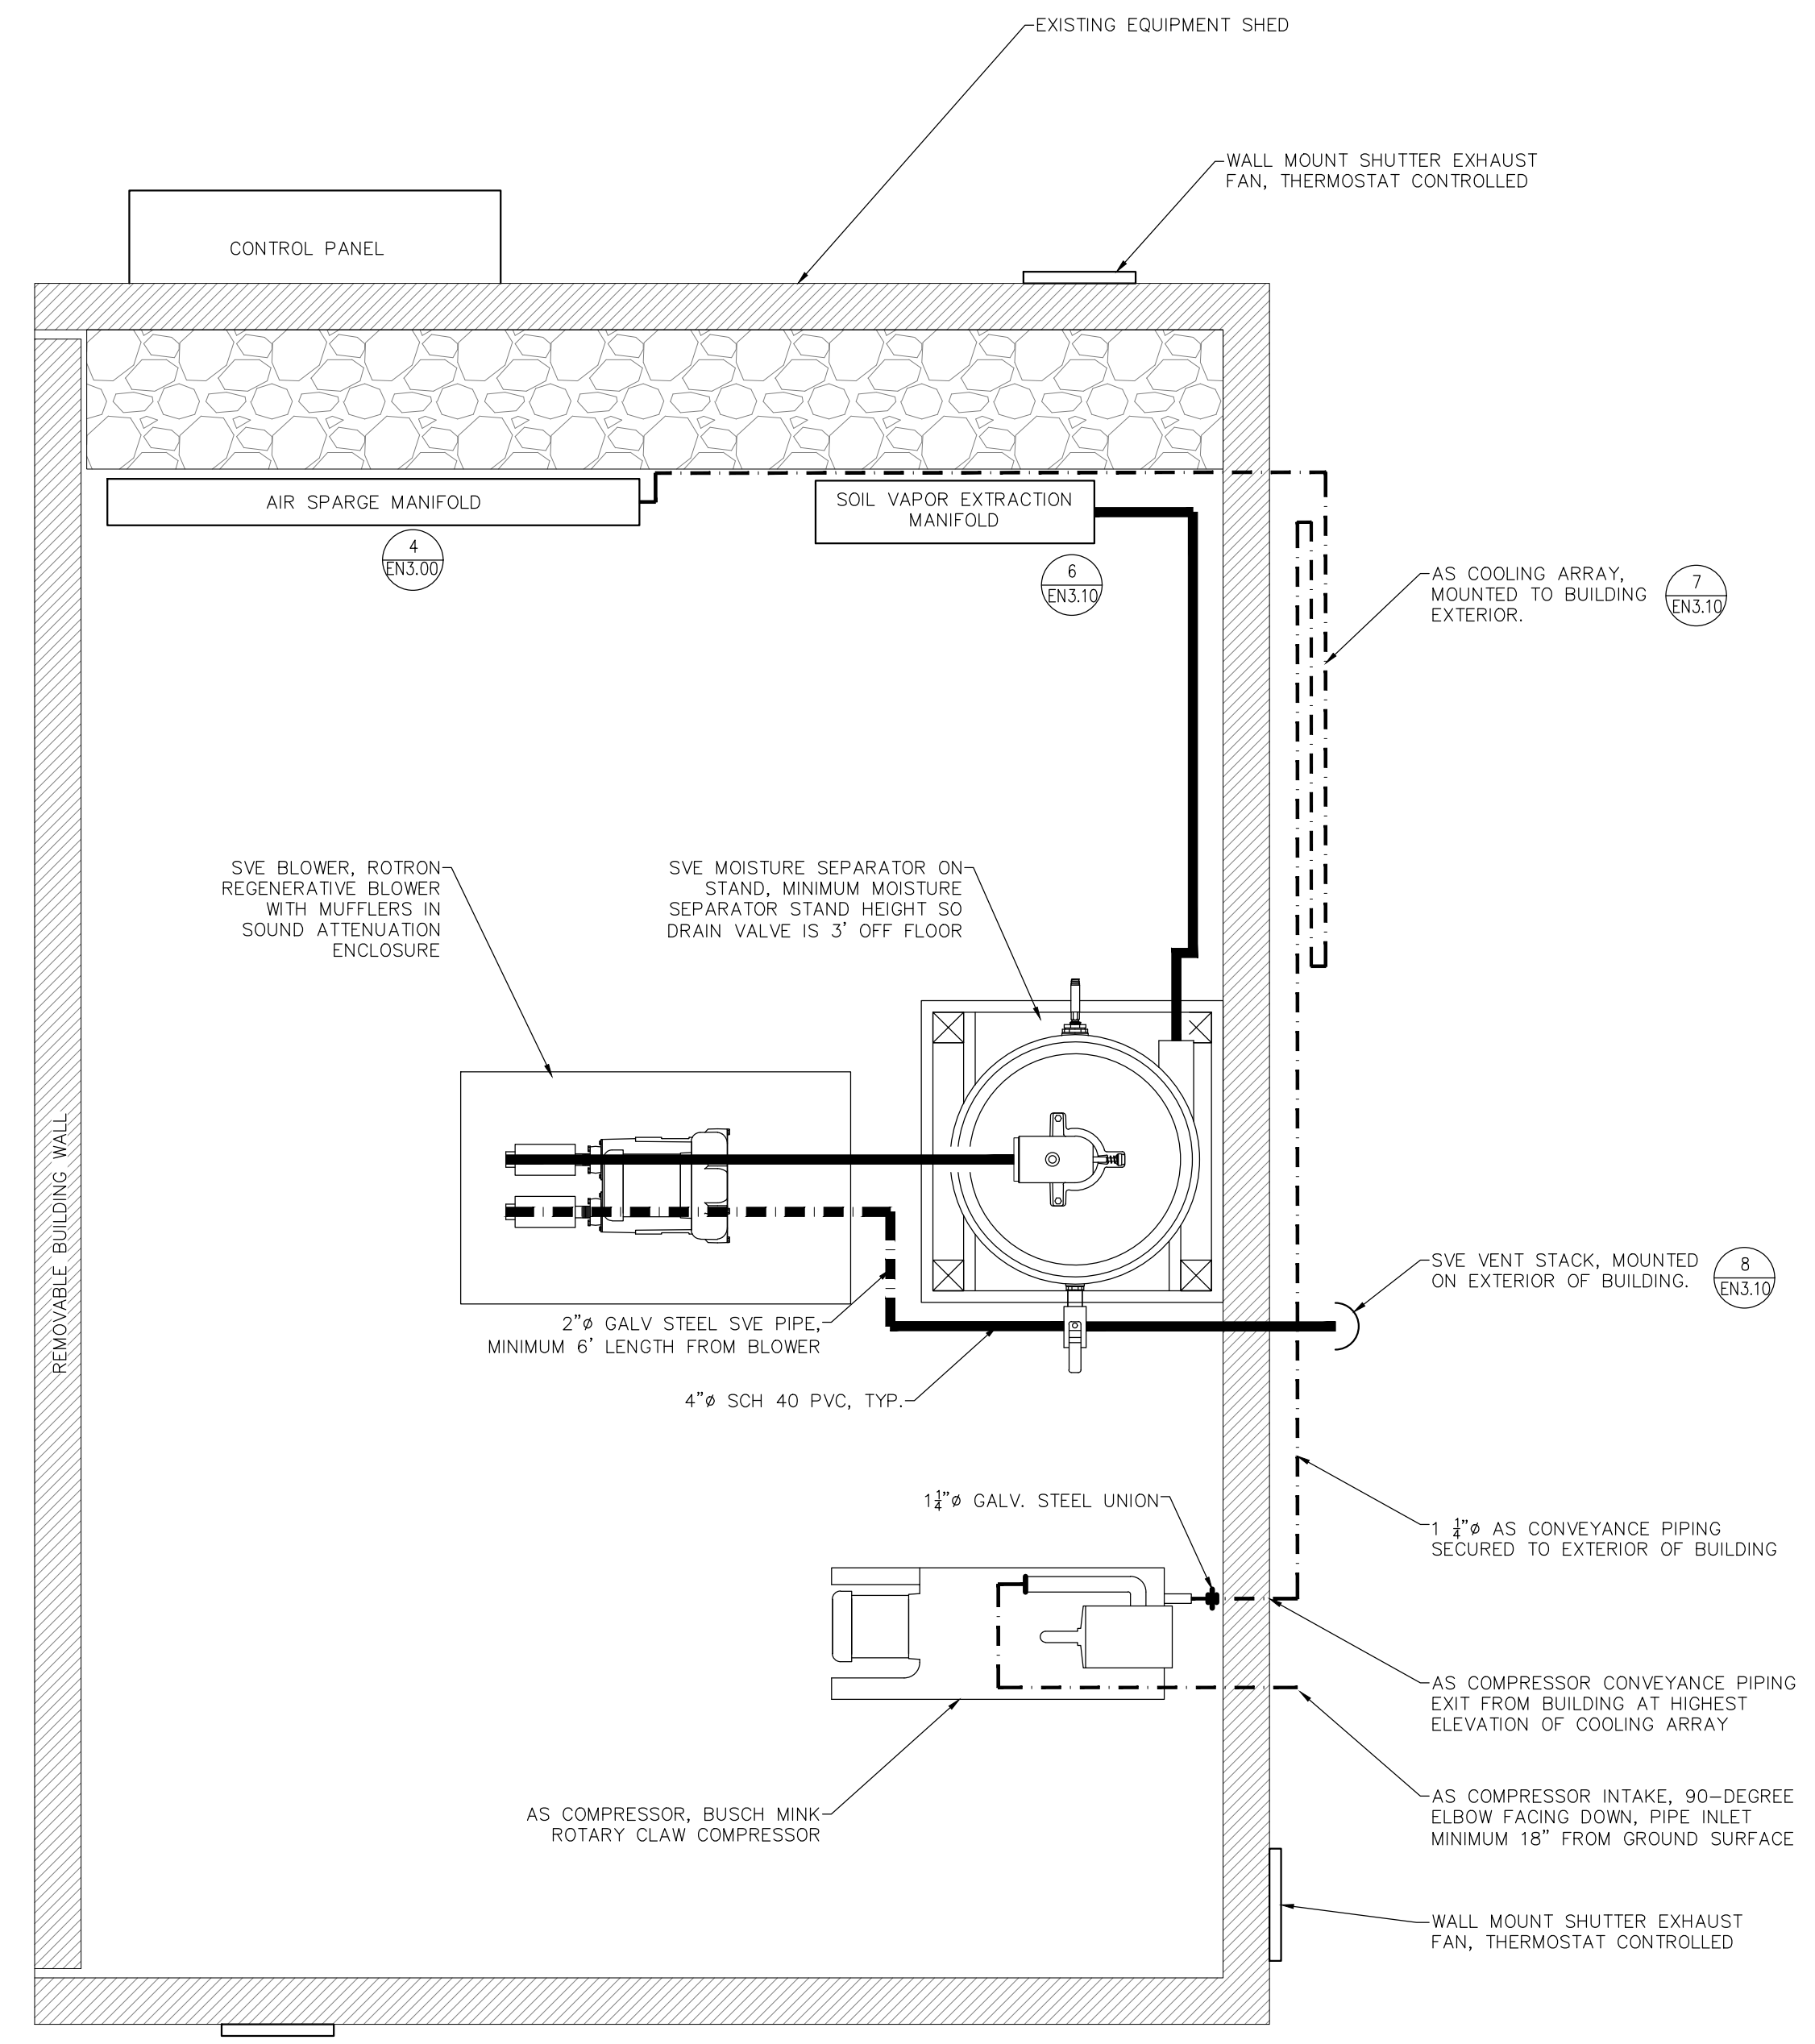 EXISTING EQUIPMENT SHED
WALL MOUNT SHUTTER EXHAUST
FAN, THERMOSTAT CONTROLLED
CONTROL PANEL
AIR SPARGE MANIFOLD
4
EN3.00
SOIL VAPOR EXTRACTION
MANIFOLD
6
EN3.10
AS COOLING ARRAY,
MOUNTED TO BUILDING
EXTERIOR.
7
EN3.10
SVE BLOWER, ROTRON
REGENERATIVE BLOWER
WITH MUFFLERS IN
SOUND ATTENUATION
ENCLOSURE
SVE MOISTURE SEPARATOR ON
STAND, MINIMUM MOISTURE
SEPARATOR STAND HEIGHT SO
DRAIN VALVE IS 3' OFF FLOOR
REMOVABLE BUILDING WALL
SVE VENT STACK, MOUNTED
ON EXTERIOR OF BUILDING.
8
EN3.10
2"ø GALV STEEL SVE PIPE,
MINIMUM 6' LENGTH FROM BLOWER
4"ø SCH 40 PVC, TYP.
1¼"ø GALV. STEEL UNION
1 ¼"ø AS CONVEYANCE PIPING
SECURED TO EXTERIOR OF BUILDING
AS COMPRESSOR CONVEYANCE PIPING
EXIT FROM BUILDING AT HIGHEST
ELEVATION OF COOLING ARRAY
AS COMPRESSOR, BUSCH MINK
ROTARY CLAW COMPRESSOR
AS COMPRESSOR INTAKE, 90-DEGREE
ELBOW FACING DOWN, PIPE INLET
MINIMUM 18" FROM GROUND SURFACE
WALL MOUNT SHUTTER EXHAUST
FAN, THERMOSTAT CONTROLLED